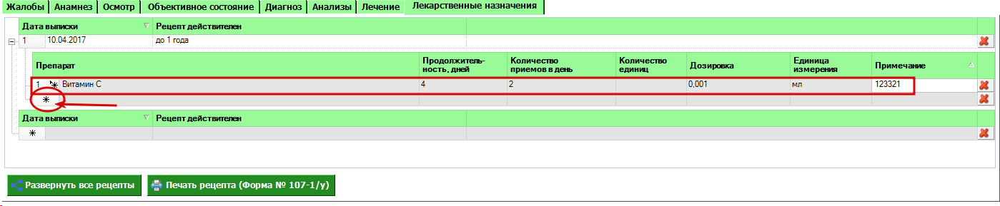 Жалобы Анамнез Осмотр Объективное состояние Диагноз Анализы Лечение Лекарственные назначения
Дата выписки Рецепт действителен
1 10.04.2017 до 1 года
Препарат Продолжитель-ность, дней Количество приемов в день Количество единиц Дозировка Единица измерения Примечание
1 Витамин С 4 2 0,001 мл 123321
Дата выписки Рецепт действителен
Развернуть все рецепты Печать рецепта (Форма № 107-1/у)